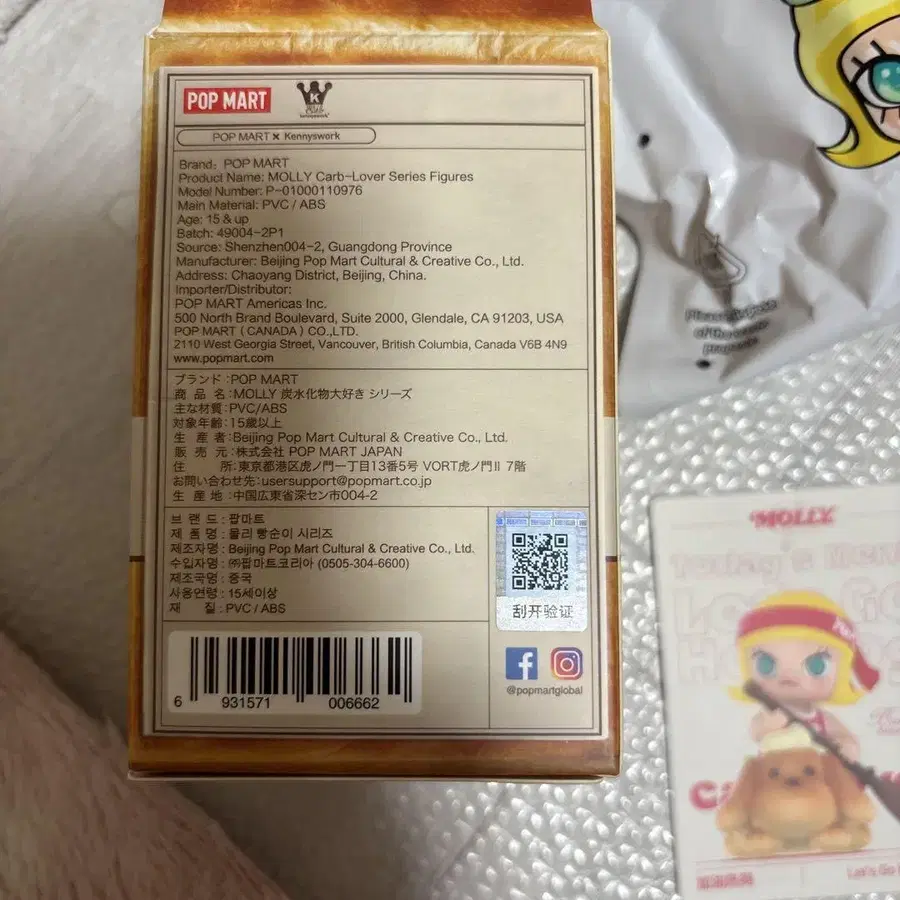 POP MART
K
POP MART × Kennyswork
Brand: POP MART
Product Name: MOLLY Carb-Lover Series Figures
Model Number: P-01000110976
Main Material: PVC / ABS
Age: 15 & up
Batch: 49004-2P1
Source: Shenzhen004-2, Guangdong Province
Manufacturer: Beijing Pop Mart Cultural & Creative Co., Ltd.
Address: Chaoyang District, Beijing, China.
Importer/Distributor:
POP MART Americas Inc.
500 North Brand Boulevard, Suite 2000, Glendale, CA 91203, USA
POP MART (CANADA) CO.,LTD.
2110 West Georgia Street, Vancouver, British Columbia, Canada V6B 4N9
www.popmart.com
ブランド:POP MART
商品名:MOLLY 炭水化物大好き シリーズ
主な材質:PVC/ABS
対象年齢:15歳以上
生産者:Beijing Pop Mart Cultural & Creative Co., Ltd.
販売元:株式会社 POP MART JAPAN
住所:東京都港区虎ノ門一丁目13番5号 VORT虎ノ門Ⅱ 7階
お問い合わせ先:usersupport@popmart.co.jp
生産地:中国広東省深セン市004-2
브랜드:팝마트
제품명:몰리 빵순이 시리즈
제조자명:Beijing Pop Mart Cultural & Creative Co., Ltd.
수입자명:㈜팝마트코리아 (0505-304-6600)
제조국명:중국
사용연령:15세이상
재질:PVC / ABS
刮开验证
6 931571 006662
@popmartglobal
Please dispose
of the
MOLLY
Today's
Let's Go